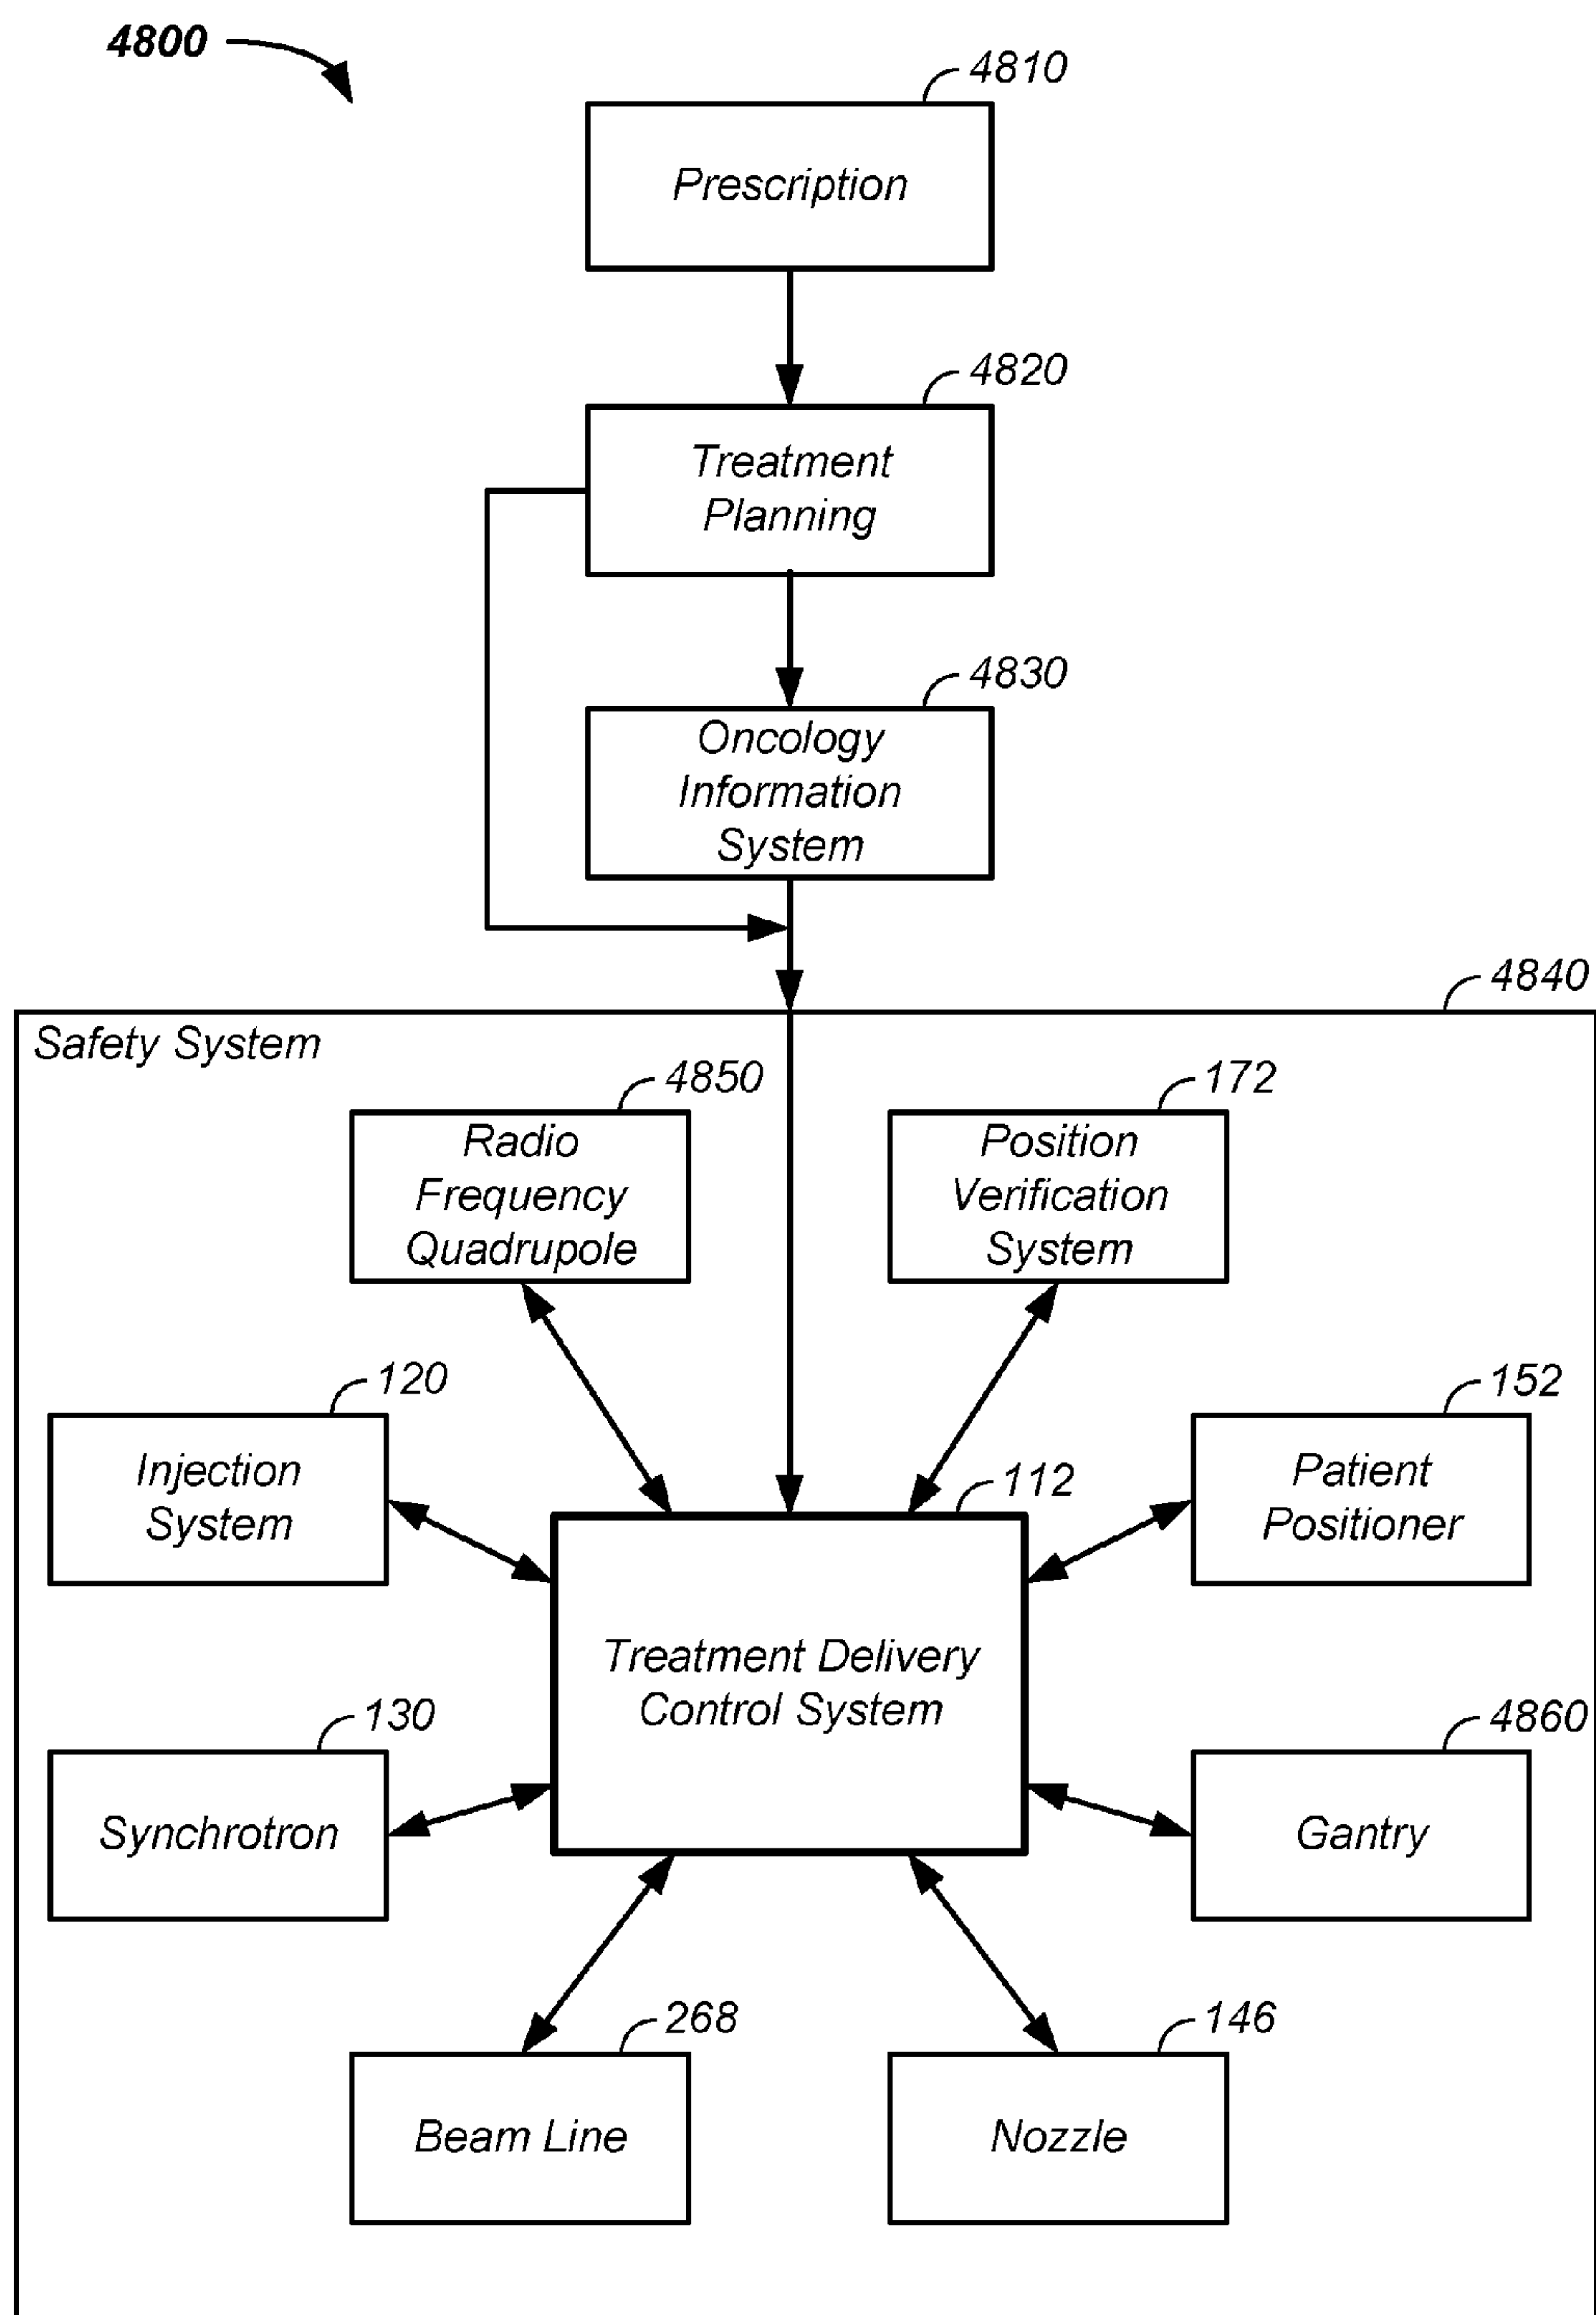 4800
4810
Prescription
4820
Treatment
Planning
4830
Oncology
Information
System
4840
Safety System
4850
Radio
Frequency
Quadrupole
172
Position
Verification
System
120
Injection
System
152
Patient
Positioner
112
Treatment Delivery
Control System
130
Synchrotron
4860
Gantry
268
Beam Line
146
Nozzle